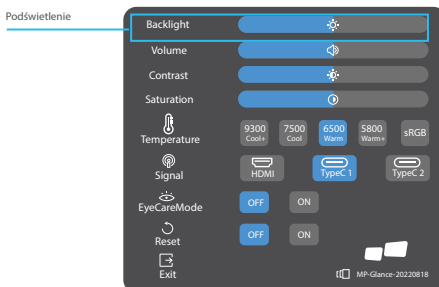 Podświetlenie
Backlight
Volume
Contrast
Saturation
Temperature
9300 Cool+
7500 Cool
6500 Warm
5800 Warm+
sRGB
Signal
HDMI
TypeC 1
TypeC 2
EyeCareMode
OFF
ON
Reset
OFF
ON
Exit
MP-Glance-20220818